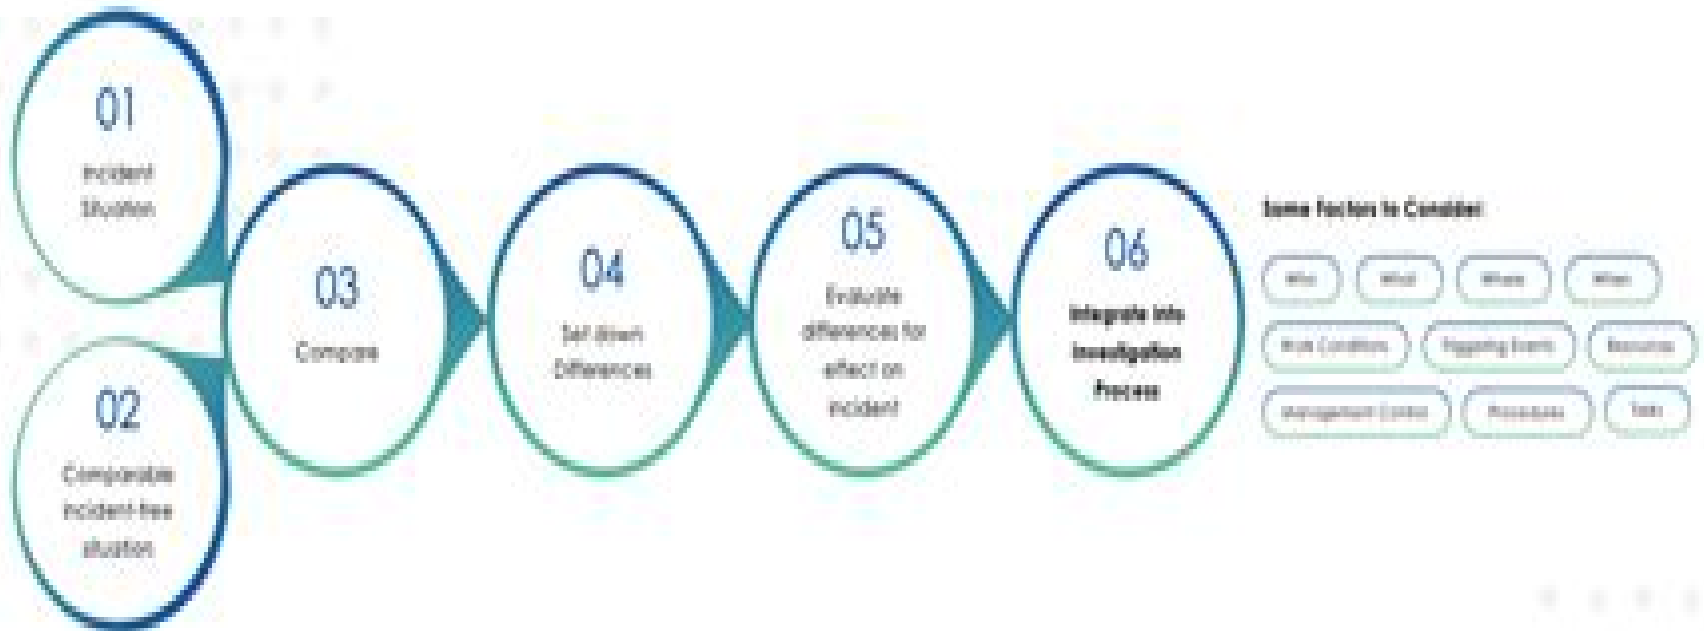 01
Incident
Situation
02
Comparable
incident-free
situation
03
Compare
04
Set down
Differences
05
Evaluate
differences for
effect on
incident
06
Integrate into
Investigation
Process
Some Factors to Consider:
Who
What
Where
When
Work Conditions
Triggering Events
Resources
Management Control
Procedures